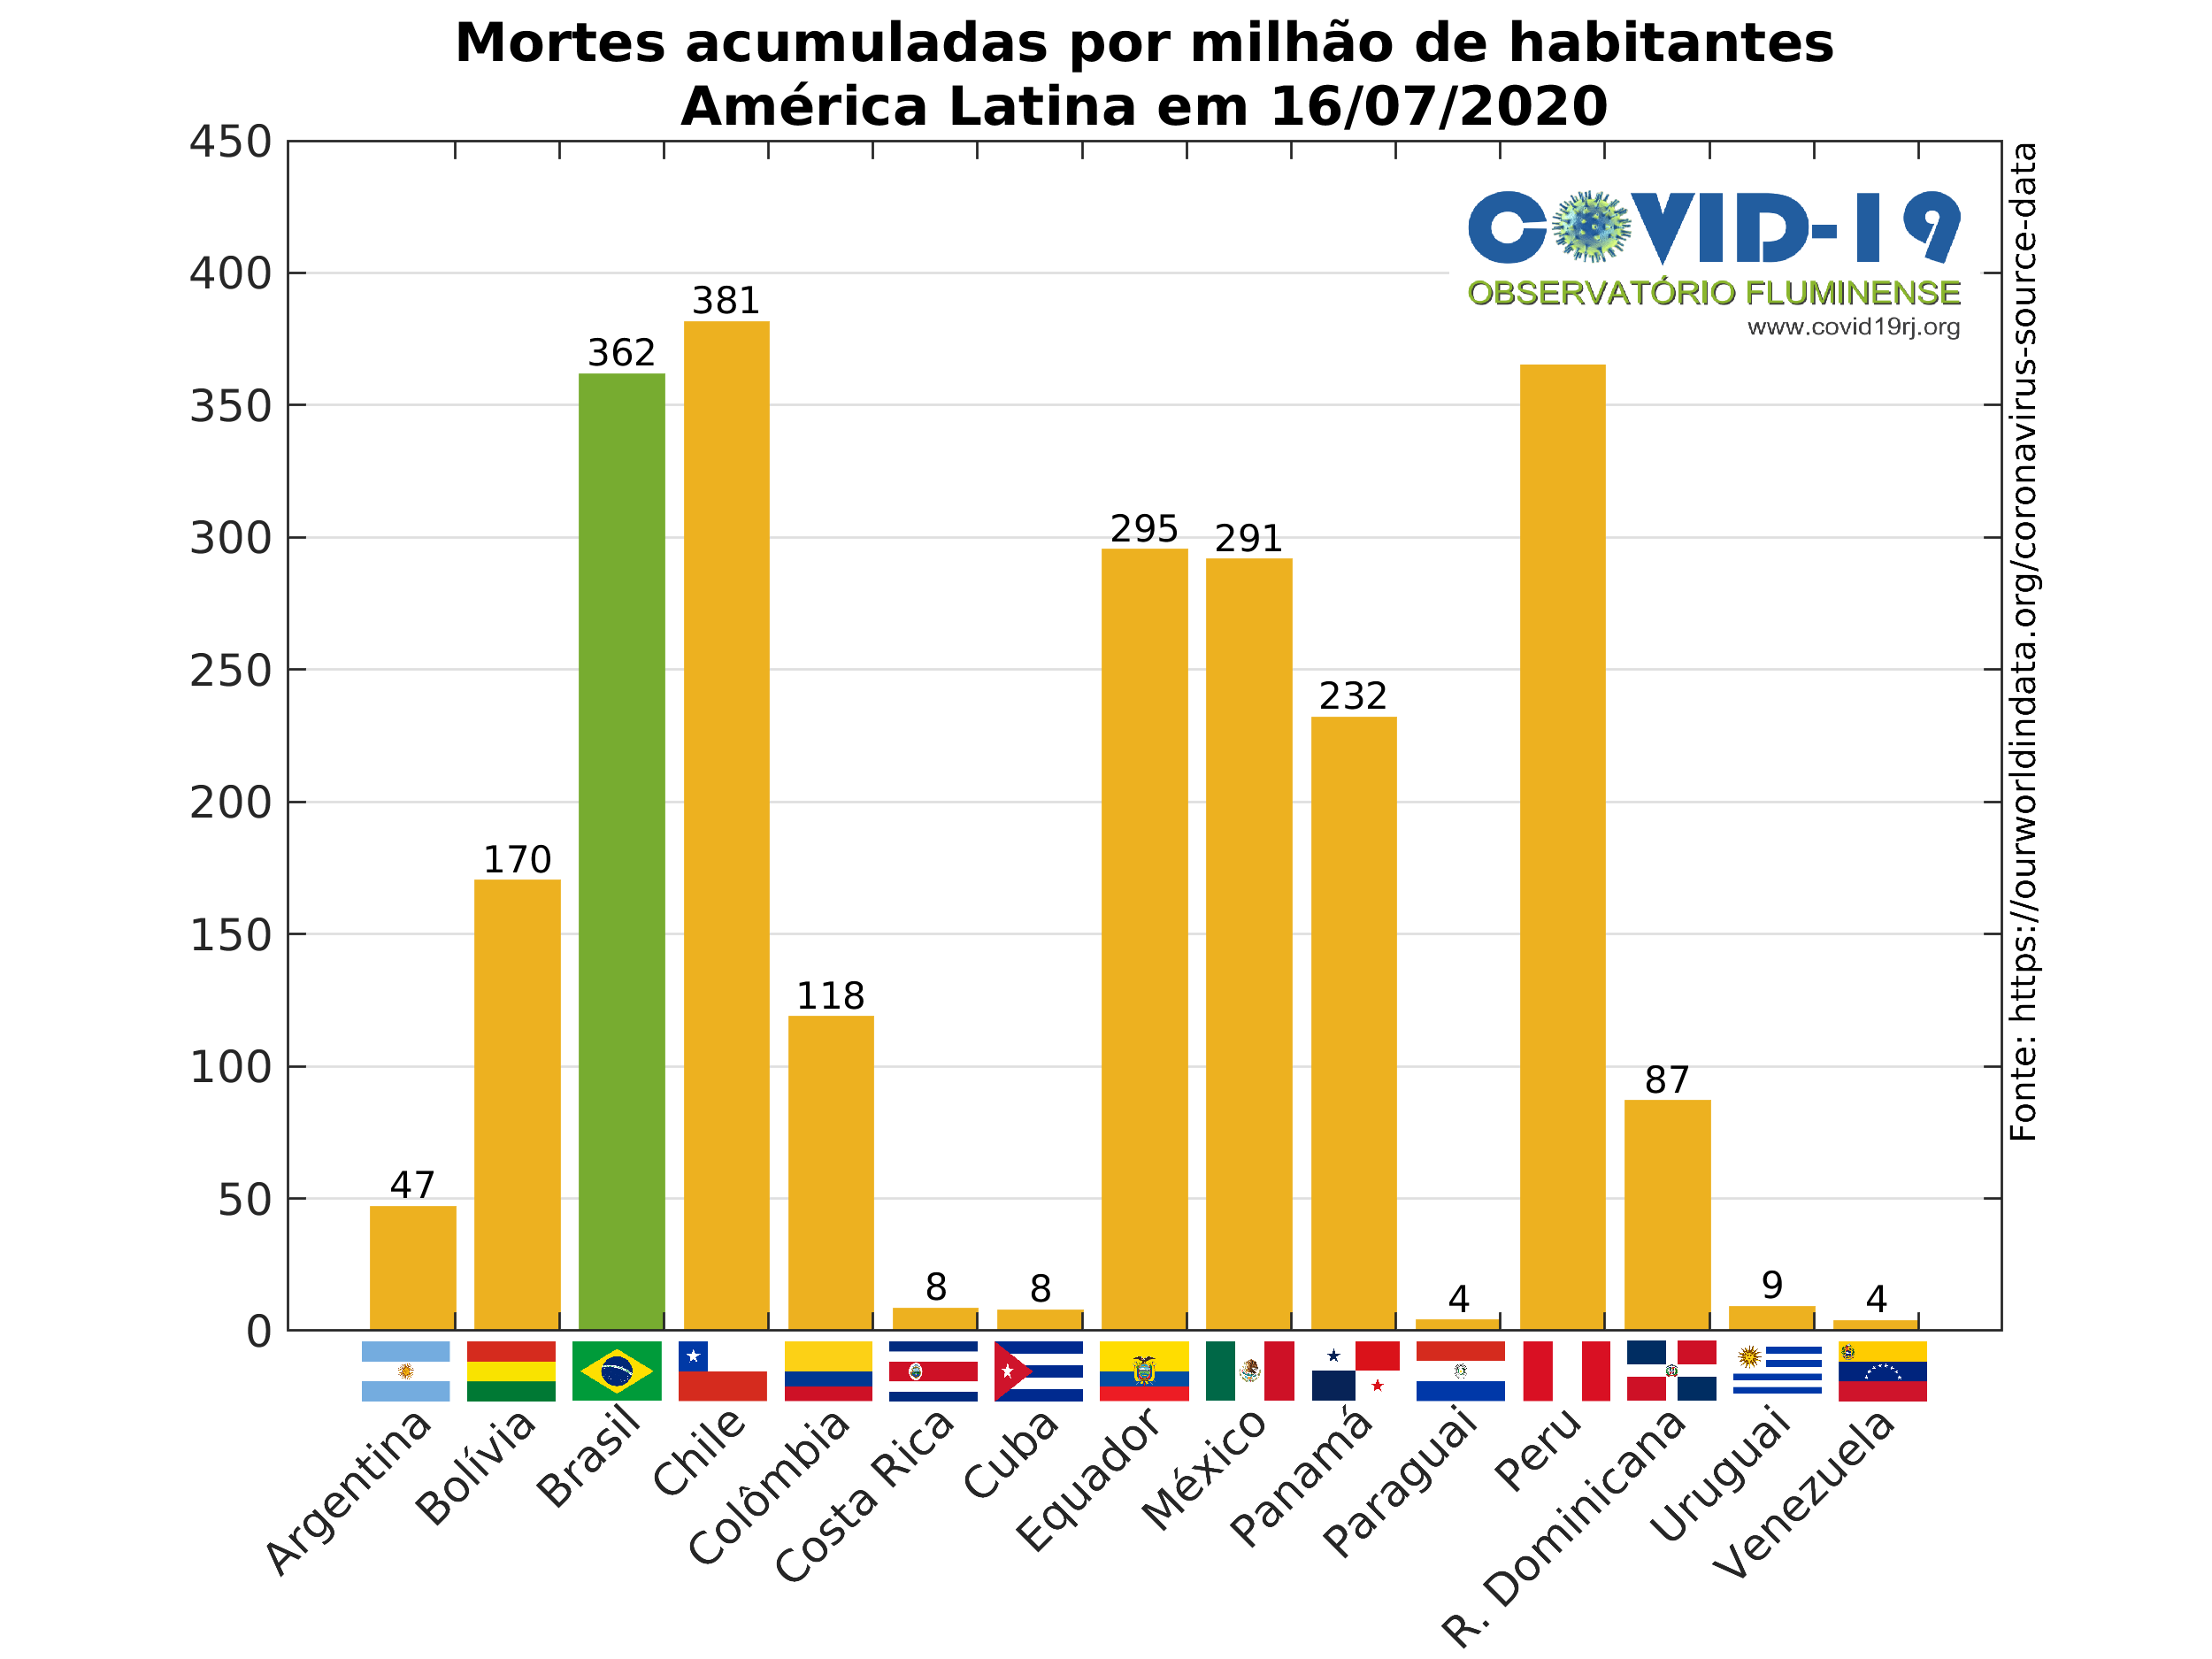 Mortes acumuladas por milhão de habitantes
América Latina em 16/07/2020
450
400
350
300
250
200
150
100
50
0
COVID-19
OBSERVATÓRIO FLUMINENSE
www.covid19rj.org
47
170
362
381
118
8
8
295
291
232
4
87
9
4
Argentina
Bolívia
Brasil
Chile
Colômbia
Costa Rica
Cuba
Equador
México
Panamá
Paraguai
Peru
R. Dominicana
Uruguai
Venezuela
Fonte: https://ourworldindata.org/coronavirus-source-data